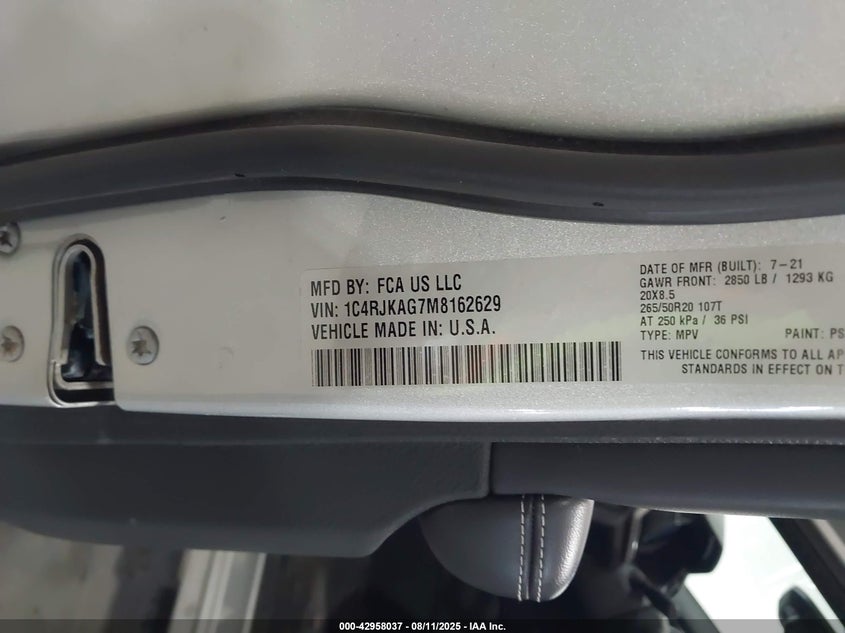 MFD BY: FCA US LLC
VIN: 1C4RJKAG7M8162629
VEHICLE MADE IN: U.S.A.
DATE OF MFR (BUILT): 7-21
GAWR FRONT: 2850 LB / 1293 KG
20X8.5
265/50R20 107T
AT 250 kPa / 36 PSI
TYPE: MPV PAINT: PS
THIS VEHICLE CONFORMS TO ALL AP
STANDARDS IN EFFECT ON T
000-42958037 - 08/11/2025 - IAA Inc.